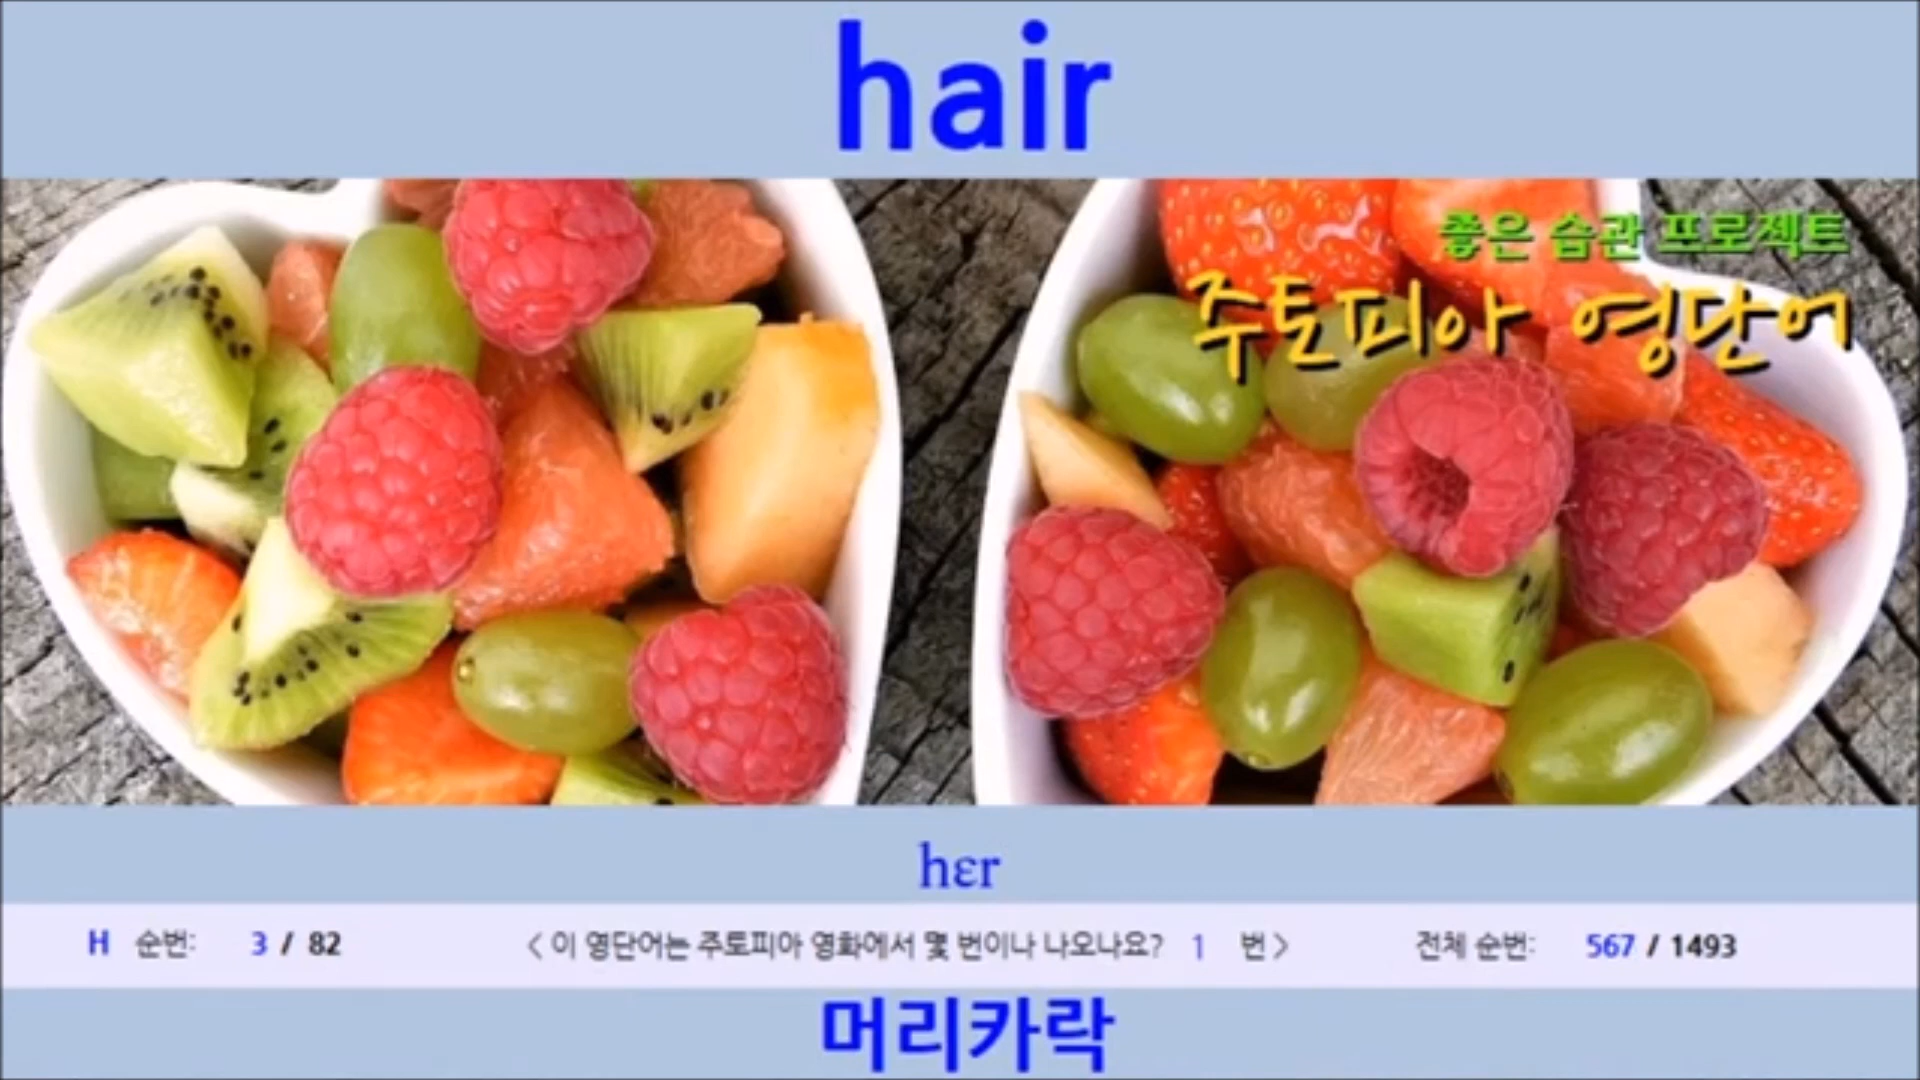 hair
좋은 습관 프로젝트
주토피아 영단어
hɛr
H 순번: 3 / 82 < 이 영단어는 주토피아 영화에서 몇 번이나 나오나요? 1 번 > 전체 순번: 567 / 1493
머리카락